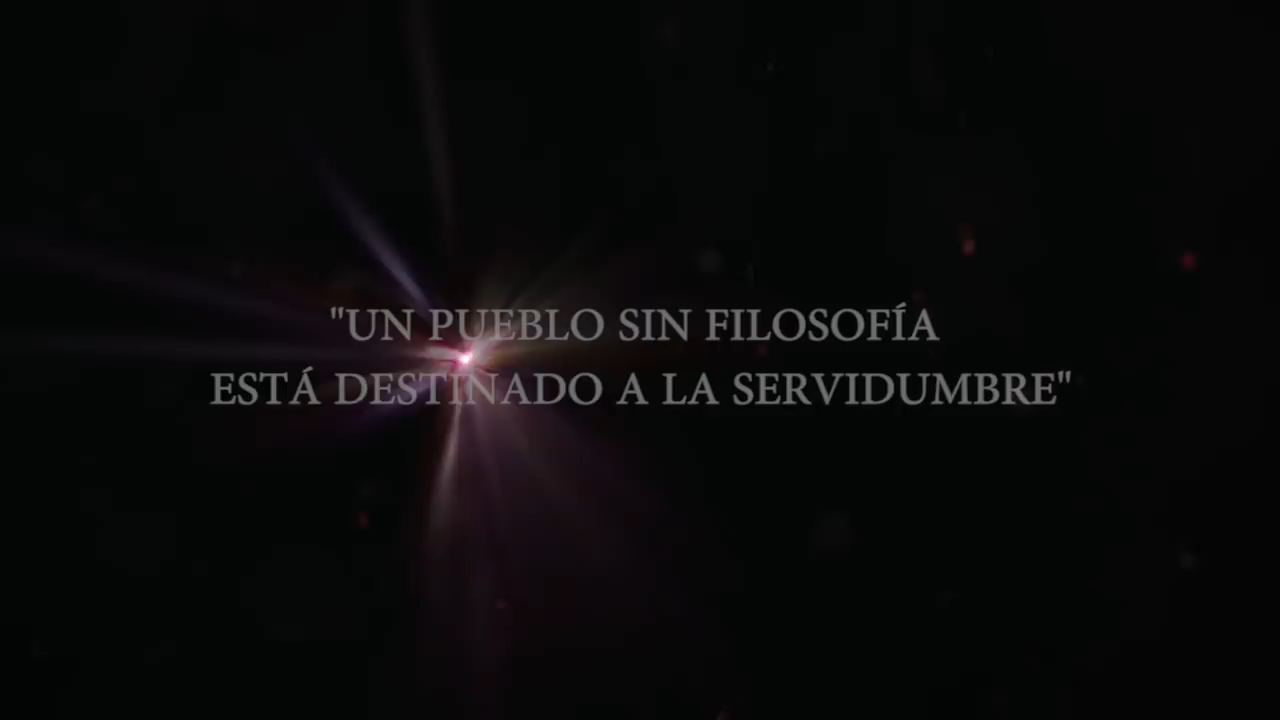 "UN PUEBLO SIN FILOSOFÍA
ESTÁ DESTINADO A LA SERVIDUMBRE"